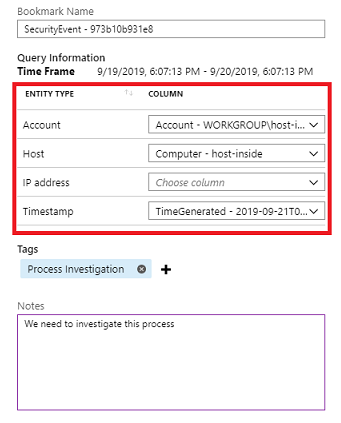 Bookmark Name
SecurityEvent - 973b10b931e8
Query Information
Time Frame 9/19/2019, 6:07:13 PM - 9/20/2019, 6:07:13 PM
ENTITY TYPE ↑↓ COLUMN
Account Account - WORKGROUP\host-i...
Host Computer - host-inside
IP address Choose column
Timestamp TimeGenerated - 2019-09-21T0...
Tags
Process Investigation
Notes
We need to investigate this process